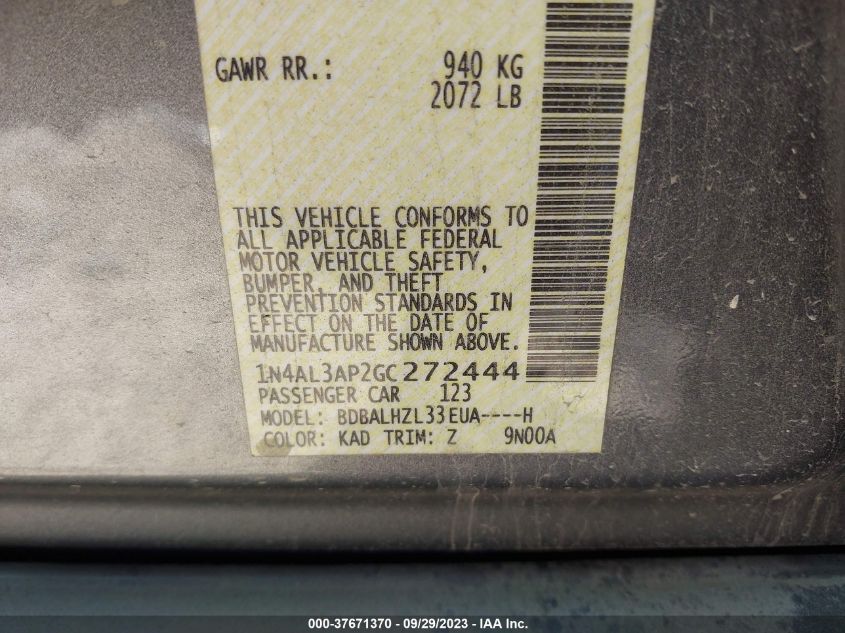 GAWR RR.: 940 KG
2072 LB
THIS VEHICLE CONFORMS TO
ALL APPLICABLE FEDERAL
MOTOR VEHICLE SAFETY,
BUMPER, AND THEFT
PREVENTION STANDARDS IN
EFFECT ON THE DATE OF
MANUFACTURE SHOWN ABOVE.
1N4AL3AP2GC272444
PASSENGER CAR 123
MODEL: BDBALHZL33EUA----H
COLOR: KAD TRIM: Z 9N00A
000-37671370 - 09/29/2023 - IAA Inc.